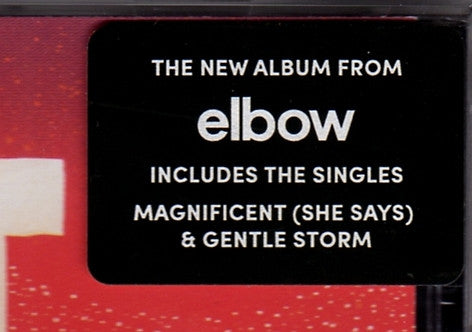 THE NEW ALBUM FROM
elbow
INCLUDES THE SINGLES
MAGNIFICENT (SHE SAYS)
& GENTLE STORM